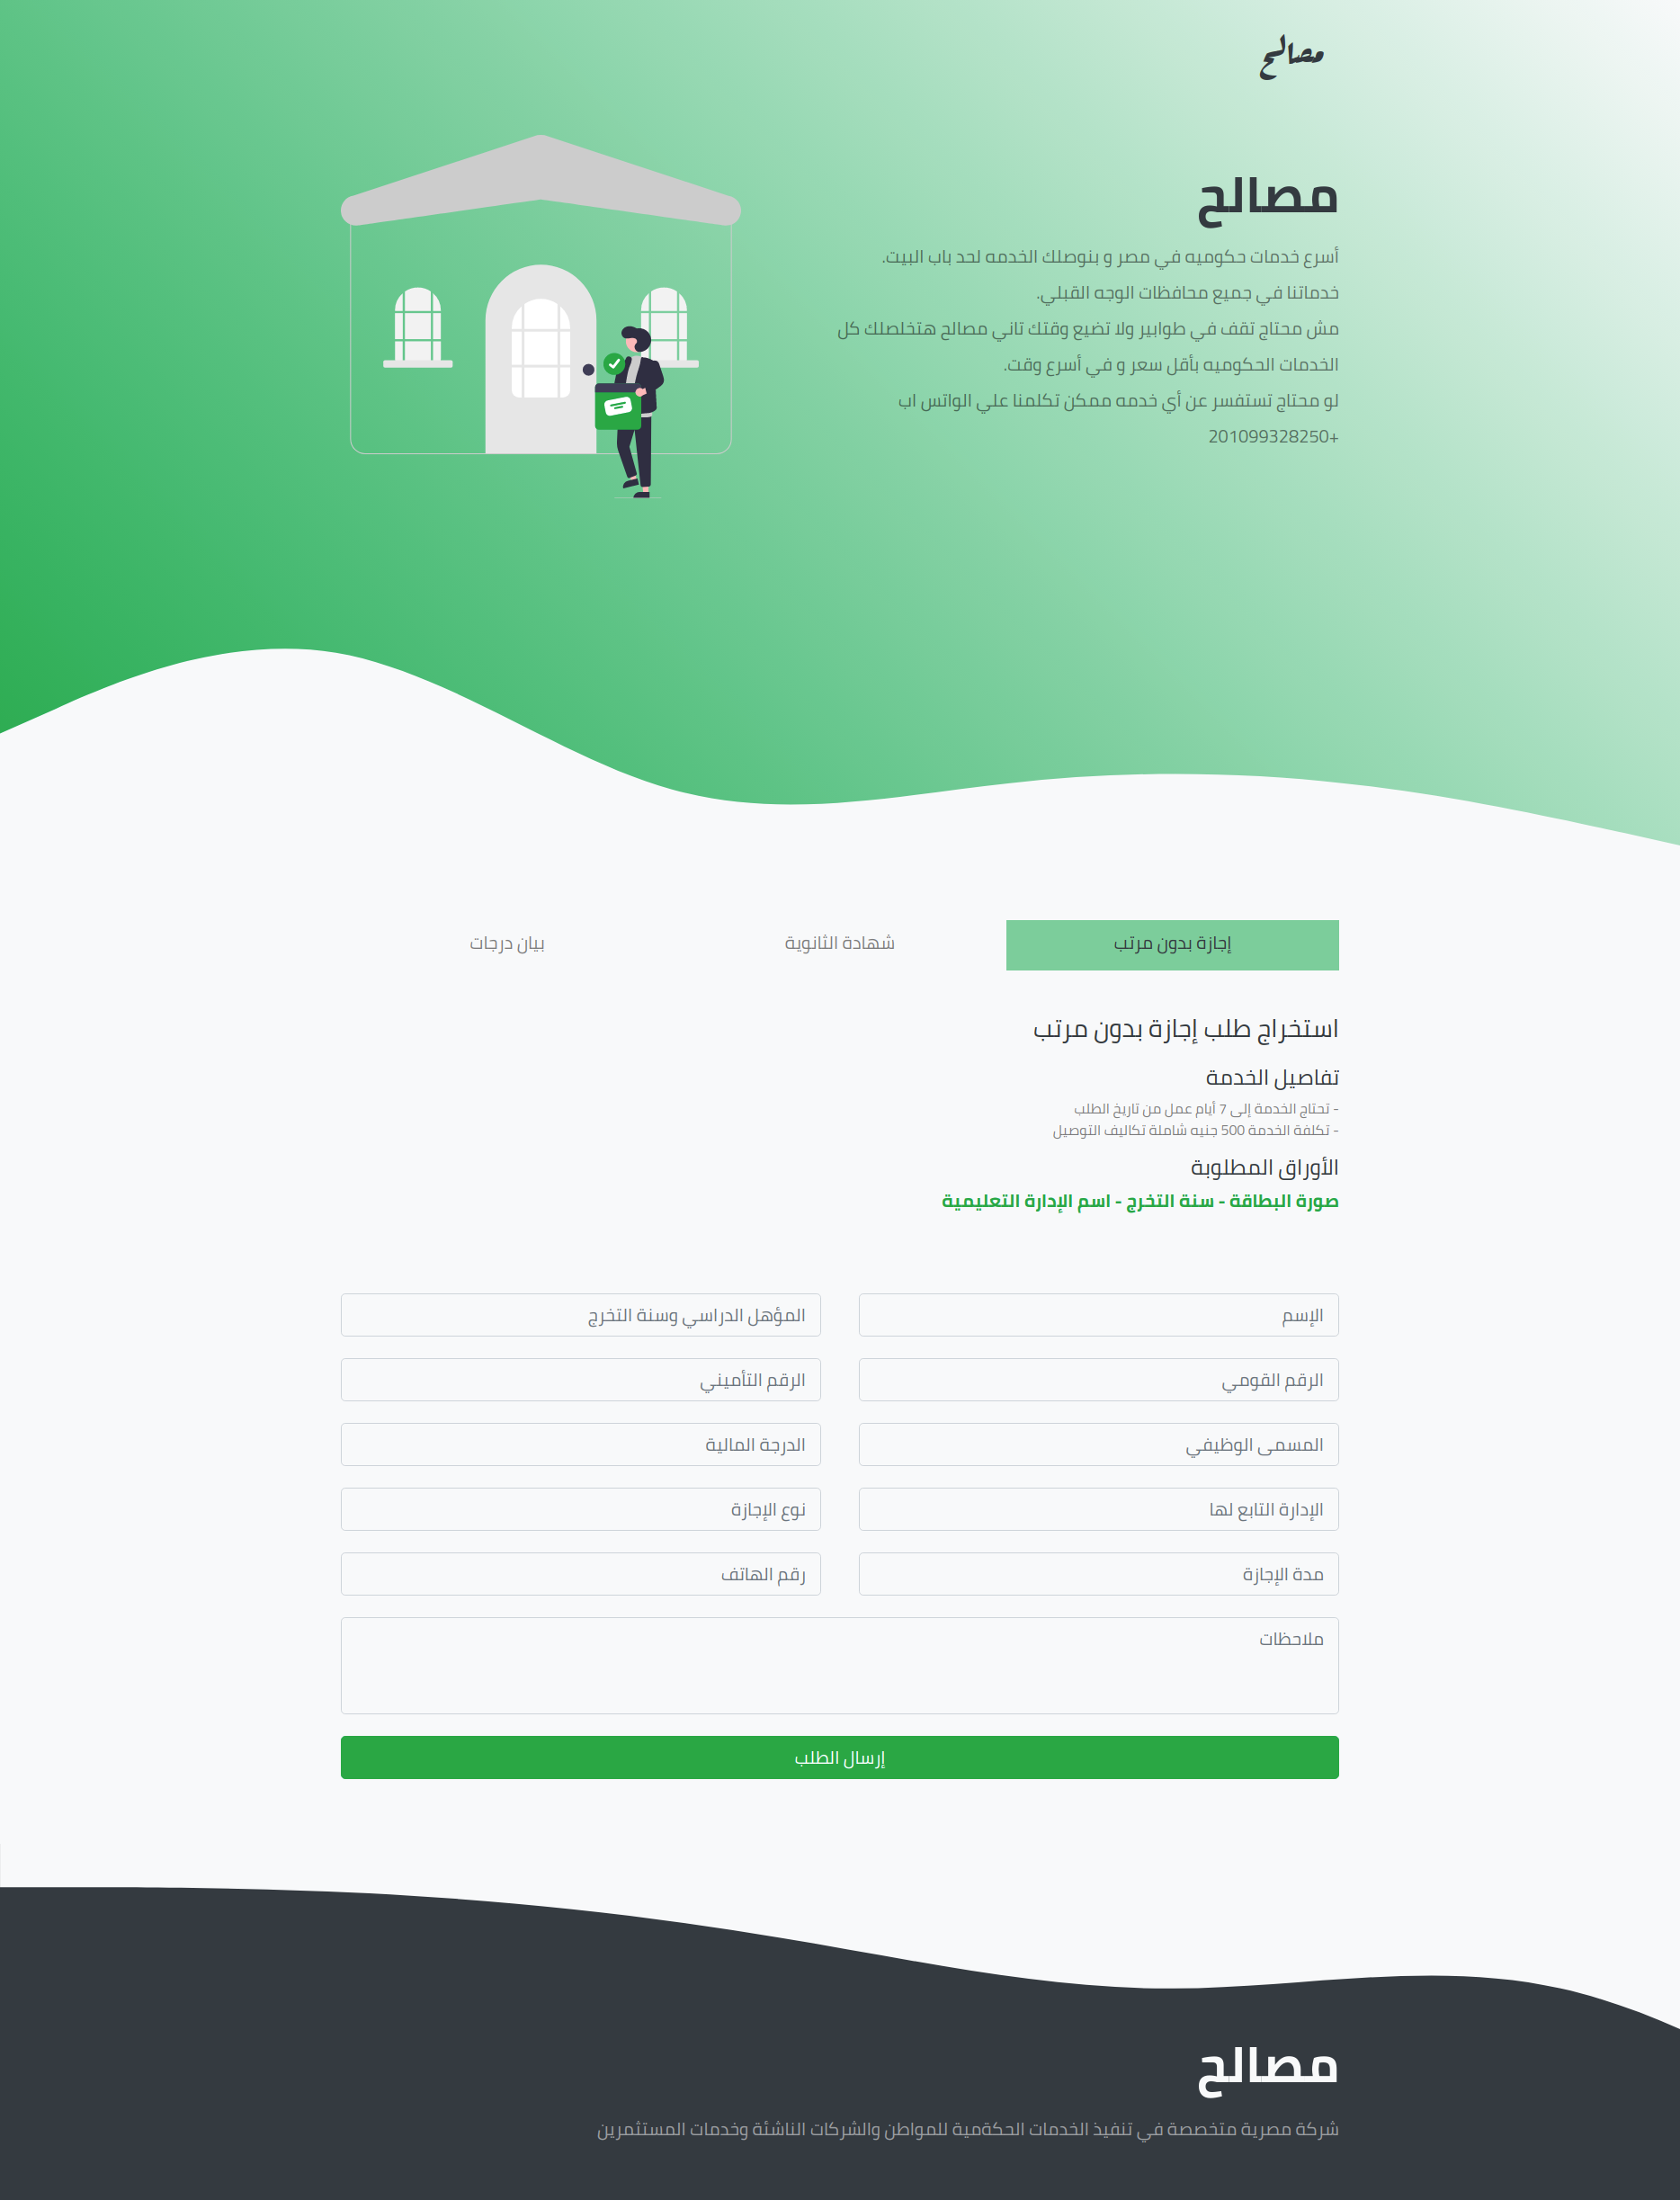 مصالح
مصالح
أسرع خدمات حكوميه في مصر و بنوصلك الخدمه لحد باب البيت.
خدماتنا في جميع محافظات الوجه القبلي.
مش محتاج تقف في طوابير ولا تضيع وقتك تاني مصالح هتخلصلك كل
الخدمات الحكوميه بأقل سعر و في أسرع وقت.
لو محتاج تستفسر عن أي خدمه ممكن تكلمنا علي الواتس اب
+201099328250
إجازة بدون مرتب
شهادة الثانوية
بيان درجات
استخراج طلب إجازة بدون مرتب
تفاصيل الخدمة
- تحتاج الخدمة إلى 7 أيام عمل من تاريخ الطلب
- تكلفة الخدمة 500 جنيه شاملة تكاليف التوصيل
الأوراق المطلوبة
صورة البطاقة - سنة التخرج - اسم الإدارة التعليمية
الإسم
المؤهل الدراسي وسنة التخرج
الرقم القومي
الرقم التأميني
المسمى الوظيفي
الدرجة المالية
الإدارة التابع لها
نوع الإجازة
مدة الإجازة
رقم الهاتف
ملاحظات
إرسال الطلب
مصالح
شركة مصرية متخصصة في تنفيذ الخدمات الحكةمية للمواطن والشركات الناشئة وخدمات المستثمرين